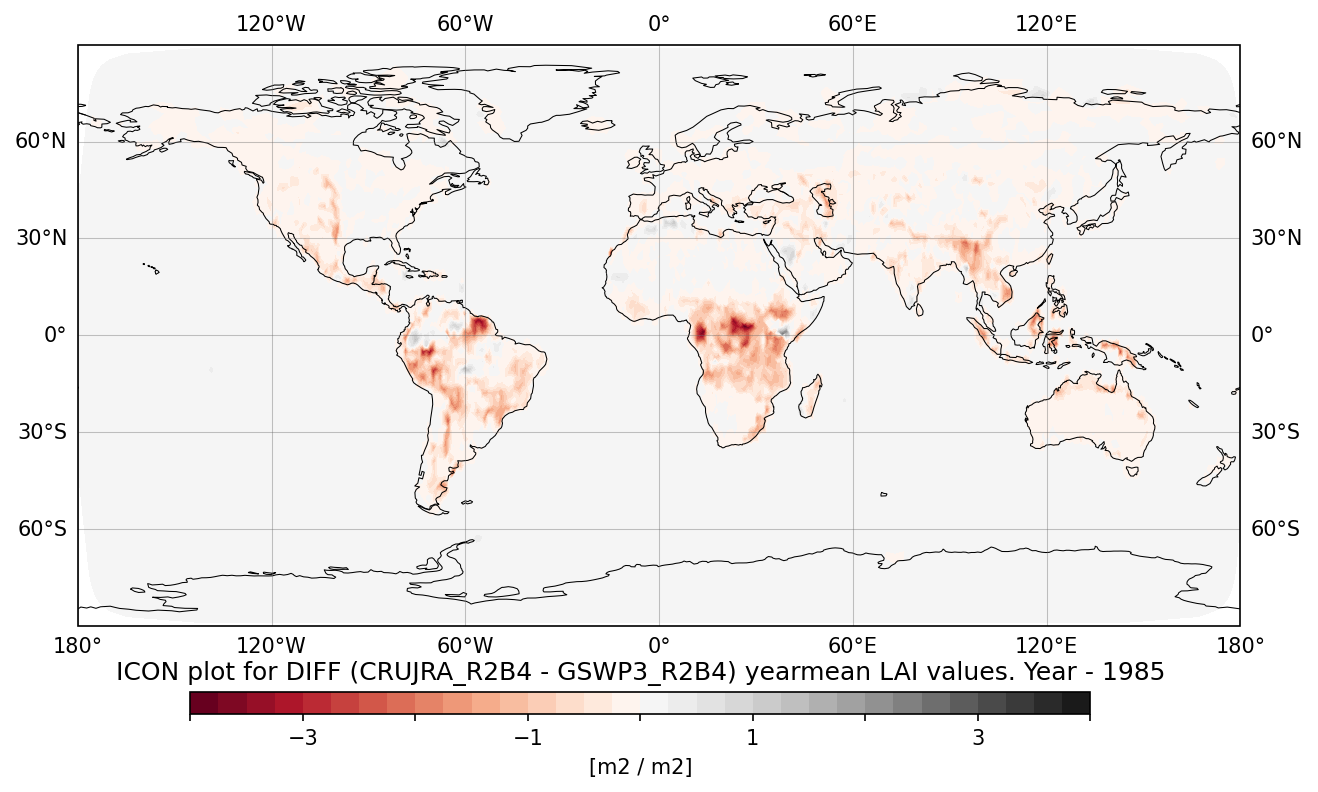 120°W 60°W 0° 60°E 120°E
60°N 60°N
30°N 30°N
0° 0°
30°S 30°S
60°S 60°S
180° 120°W 60°W 0° 60°E 120°E 180°
ICON plot for DIFF (CRUJRA_R2B4 - GSWP3_R2B4) yearmean LAI values. Year - 1985
−3 −1 1 3
[m2 / m2]